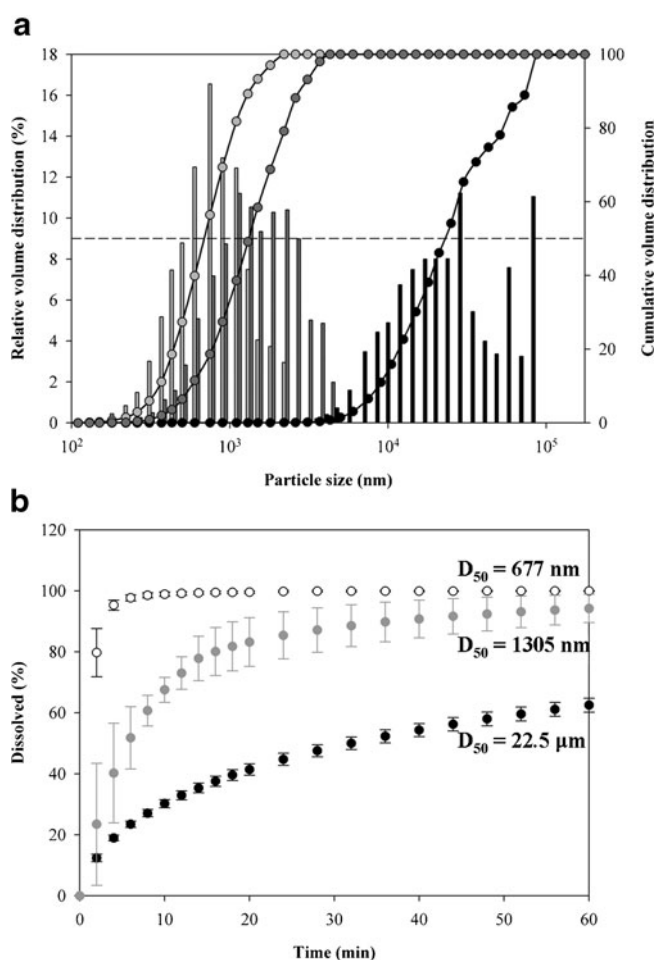 a
18
16
14
12
10
8
6
4
2
0
Relative volume distribution (%)
100
80
60
40
20
0
Cumulative volume distribution (%)
10² 10³ 10⁴ 10⁵
Particle size (nm)
b
120
100
80
60
40
20
0
Dissolved (%)
D₅₀ = 677 nm
D₅₀ = 1305 nm
D₅₀ = 22.5 µm
0 10 20 30 40 50 60
Time (min)